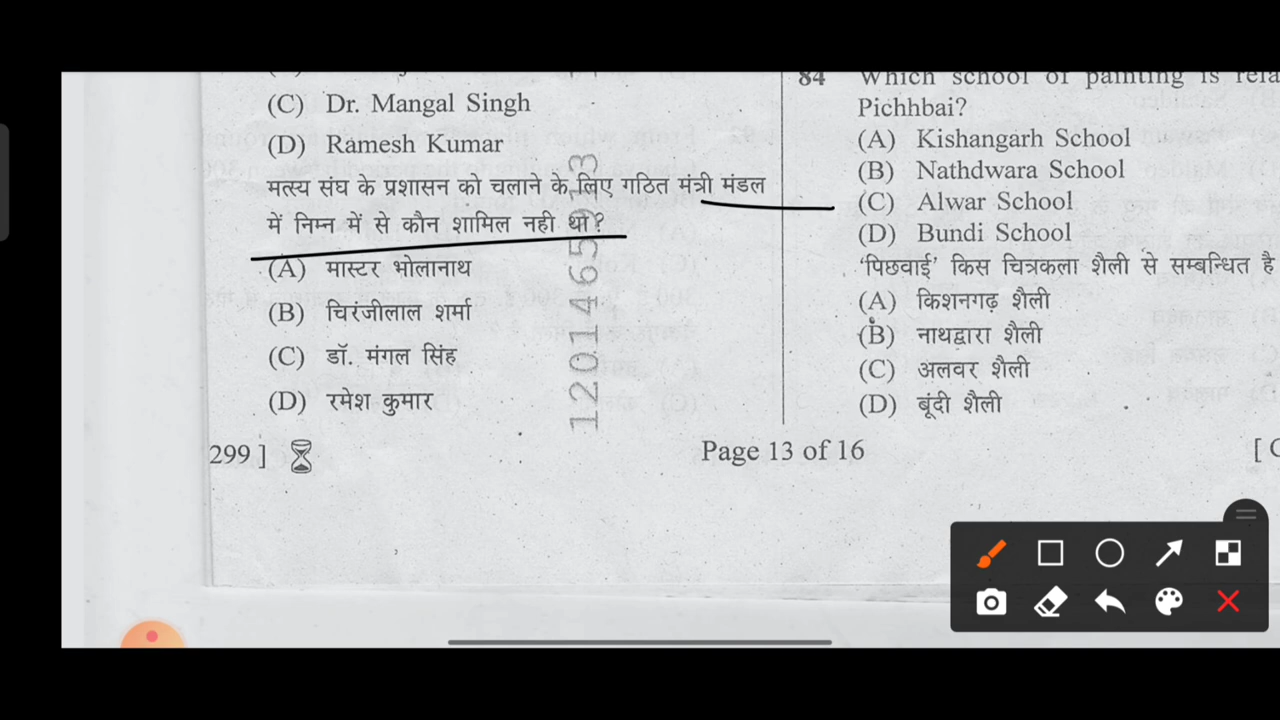 (C) Dr. Mangal Singh
(D) Ramesh Kumar
मत्स्य संघ के प्रशासन को चलाने के लिए गठित मंत्री मंडल
में निम्न में से कौन शामिल नही था?
(A) मास्टर भोलानाथ
(B) चिरंजीलाल शर्मा
(C) डॉ. मंगल सिंह
(D) रमेश कुमार
299 ]
12201146593
84 Which school of painting is rela
Pichhbai?
(A) Kishangarh School
(B) Nathdwara School
(C) Alwar School
(D) Bundi School
'पिछवाई' किस चित्रकला शैली से सम्बन्धित है
(A) किशनगढ़ शैली
(B) नाथद्वारा शैली
(C) अलवर शैली
(D) बूंदी शैली
Page 13 of 16